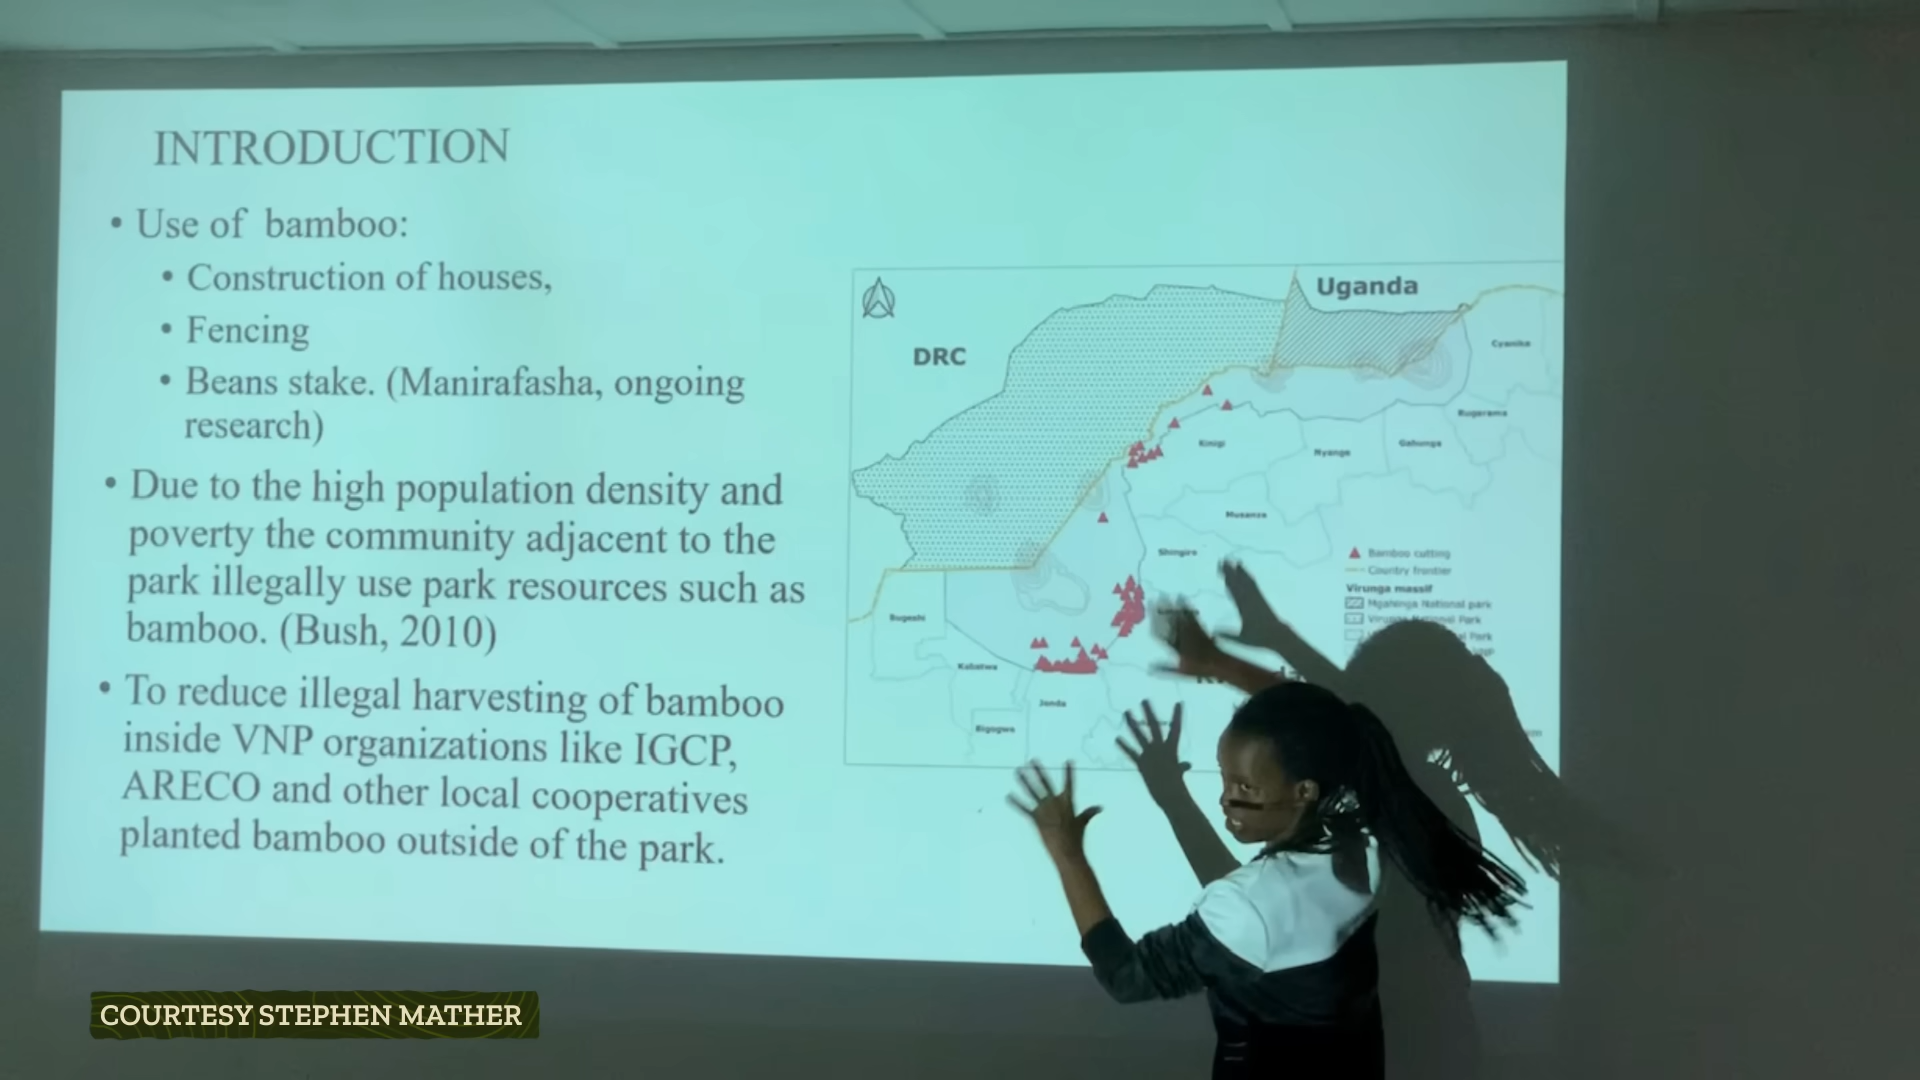 INTRODUCTION
• Use of bamboo:
• Construction of houses,
• Fencing
• Beans stake. (Manirafasha, ongoing
research)
• Due to the high population density and
poverty the community adjacent to the
park illegally use park resources such as
bamboo. (Bush, 2010)
• To reduce illegal harvesting of bamboo
inside VNP organizations like IGCP,
ARECO and other local cooperatives
planted bamboo outside of the park.
Uganda
DRC
Cyanika
Rugarama
Kinigi
Nyange
Gahunga
Musanze
Shingiro
Bugeshi
Kabatwa
Jenda
Bigogwe
Bamboo cutting
Country frontier
Virunga massif
Mgahinga National park
Park
Park
COURTESY STEPHEN MATHER